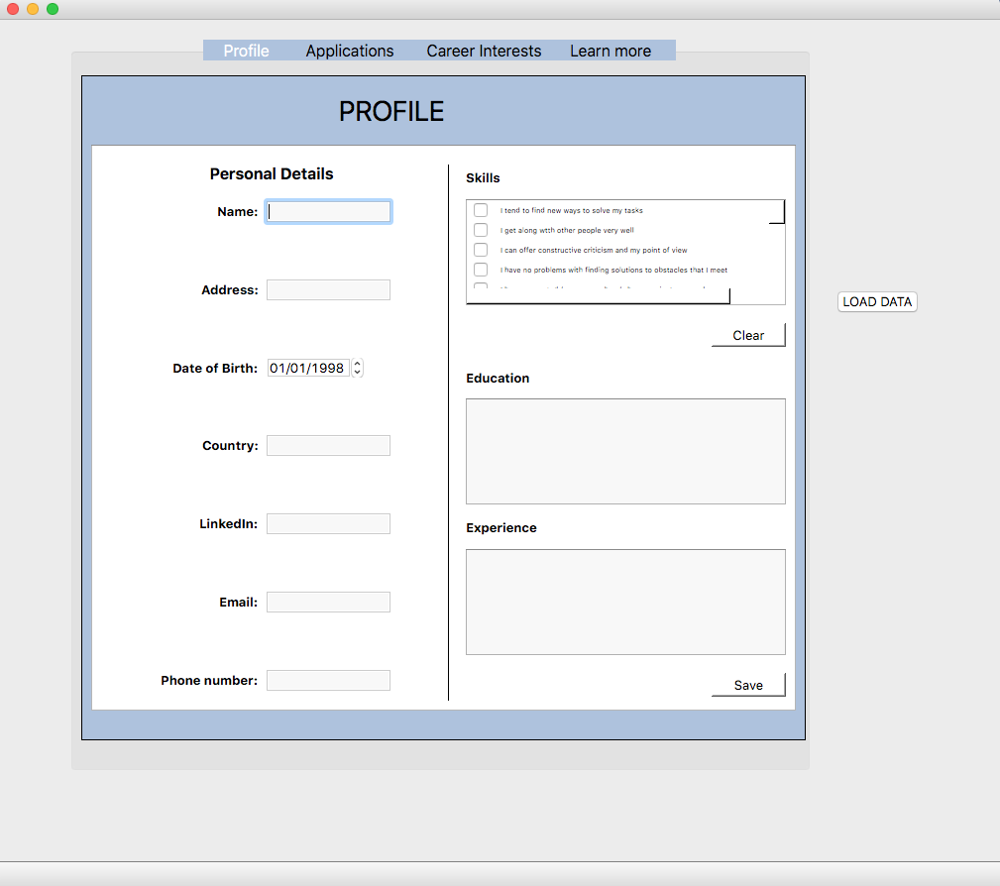 Profile Applications Career Interests Learn more
PROFILE
Personal Details
Name:
Address:
Date of Birth: 01/01/1998
Country:
LinkedIn:
Email:
Phone number:
Skills
I tend to find new ways to solve my tasks
I get along wtth other people very well
I can offer constructive criticism and my point of view
I have no problems with finding solutions to obstacles that I meet
Clear
Education
Experience
Save
LOAD DATA